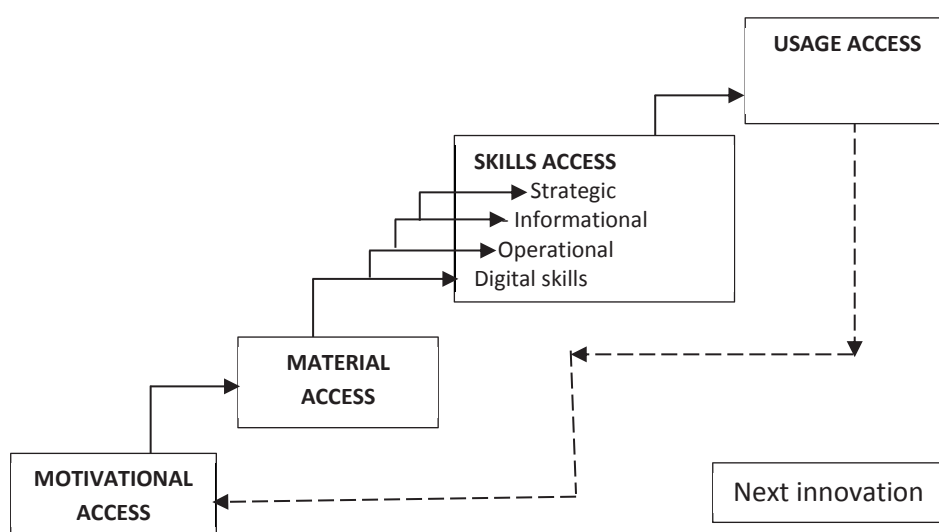 USAGE ACCESS
SKILLS ACCESS
Strategic
Informational
Operational
Digital skills
MATERIAL
ACCESS
MOTIVATIONAL
ACCESS
Next innovation